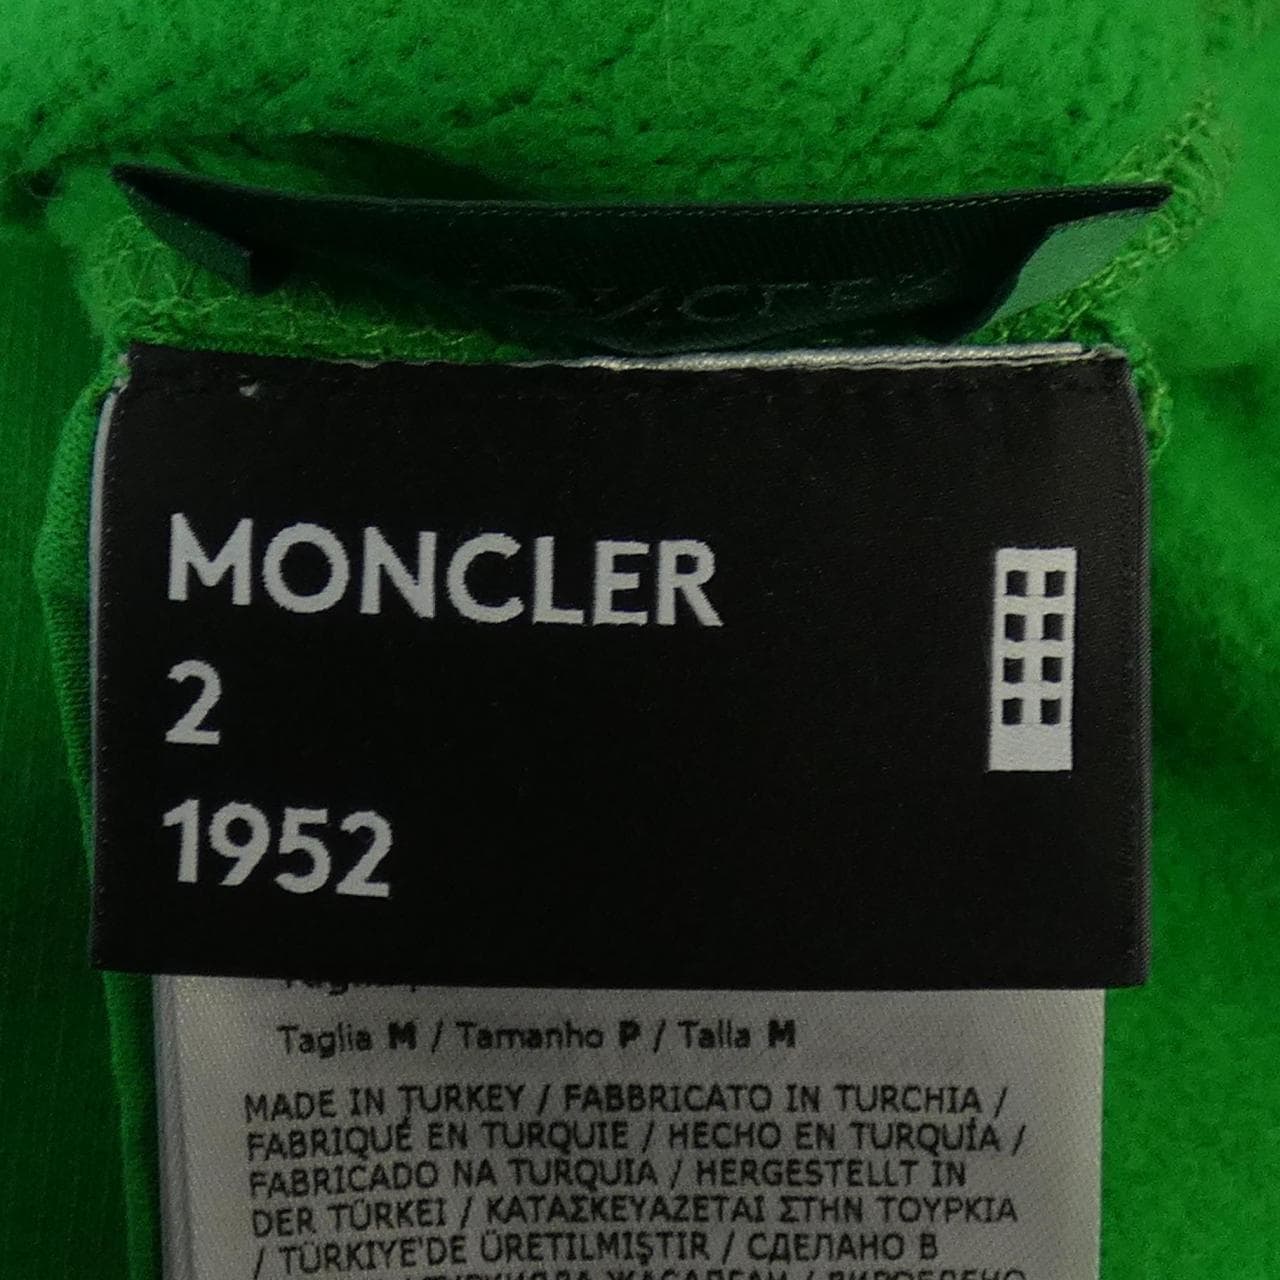 MONCLER
2
1952
Taglia M / Tamanho P / Talla M
MADE IN TURKEY / FABBRICATO IN TURCHIA /
FABRIQUÉ EN TURQUIE / HECHO EN TURQUÍA /
FABRICADO NA TURQUIA / HERGESTELLT IN
DER TÜRKEI / ΚΑΤΑΣΚΕΥΑΖΕΤΑΙ ΣΤΗΝ ΤΟΥΡΚΙΑ
/ TÜRKIYE'DE ÜRETILMIŞTIR / СДЕЛАНО В